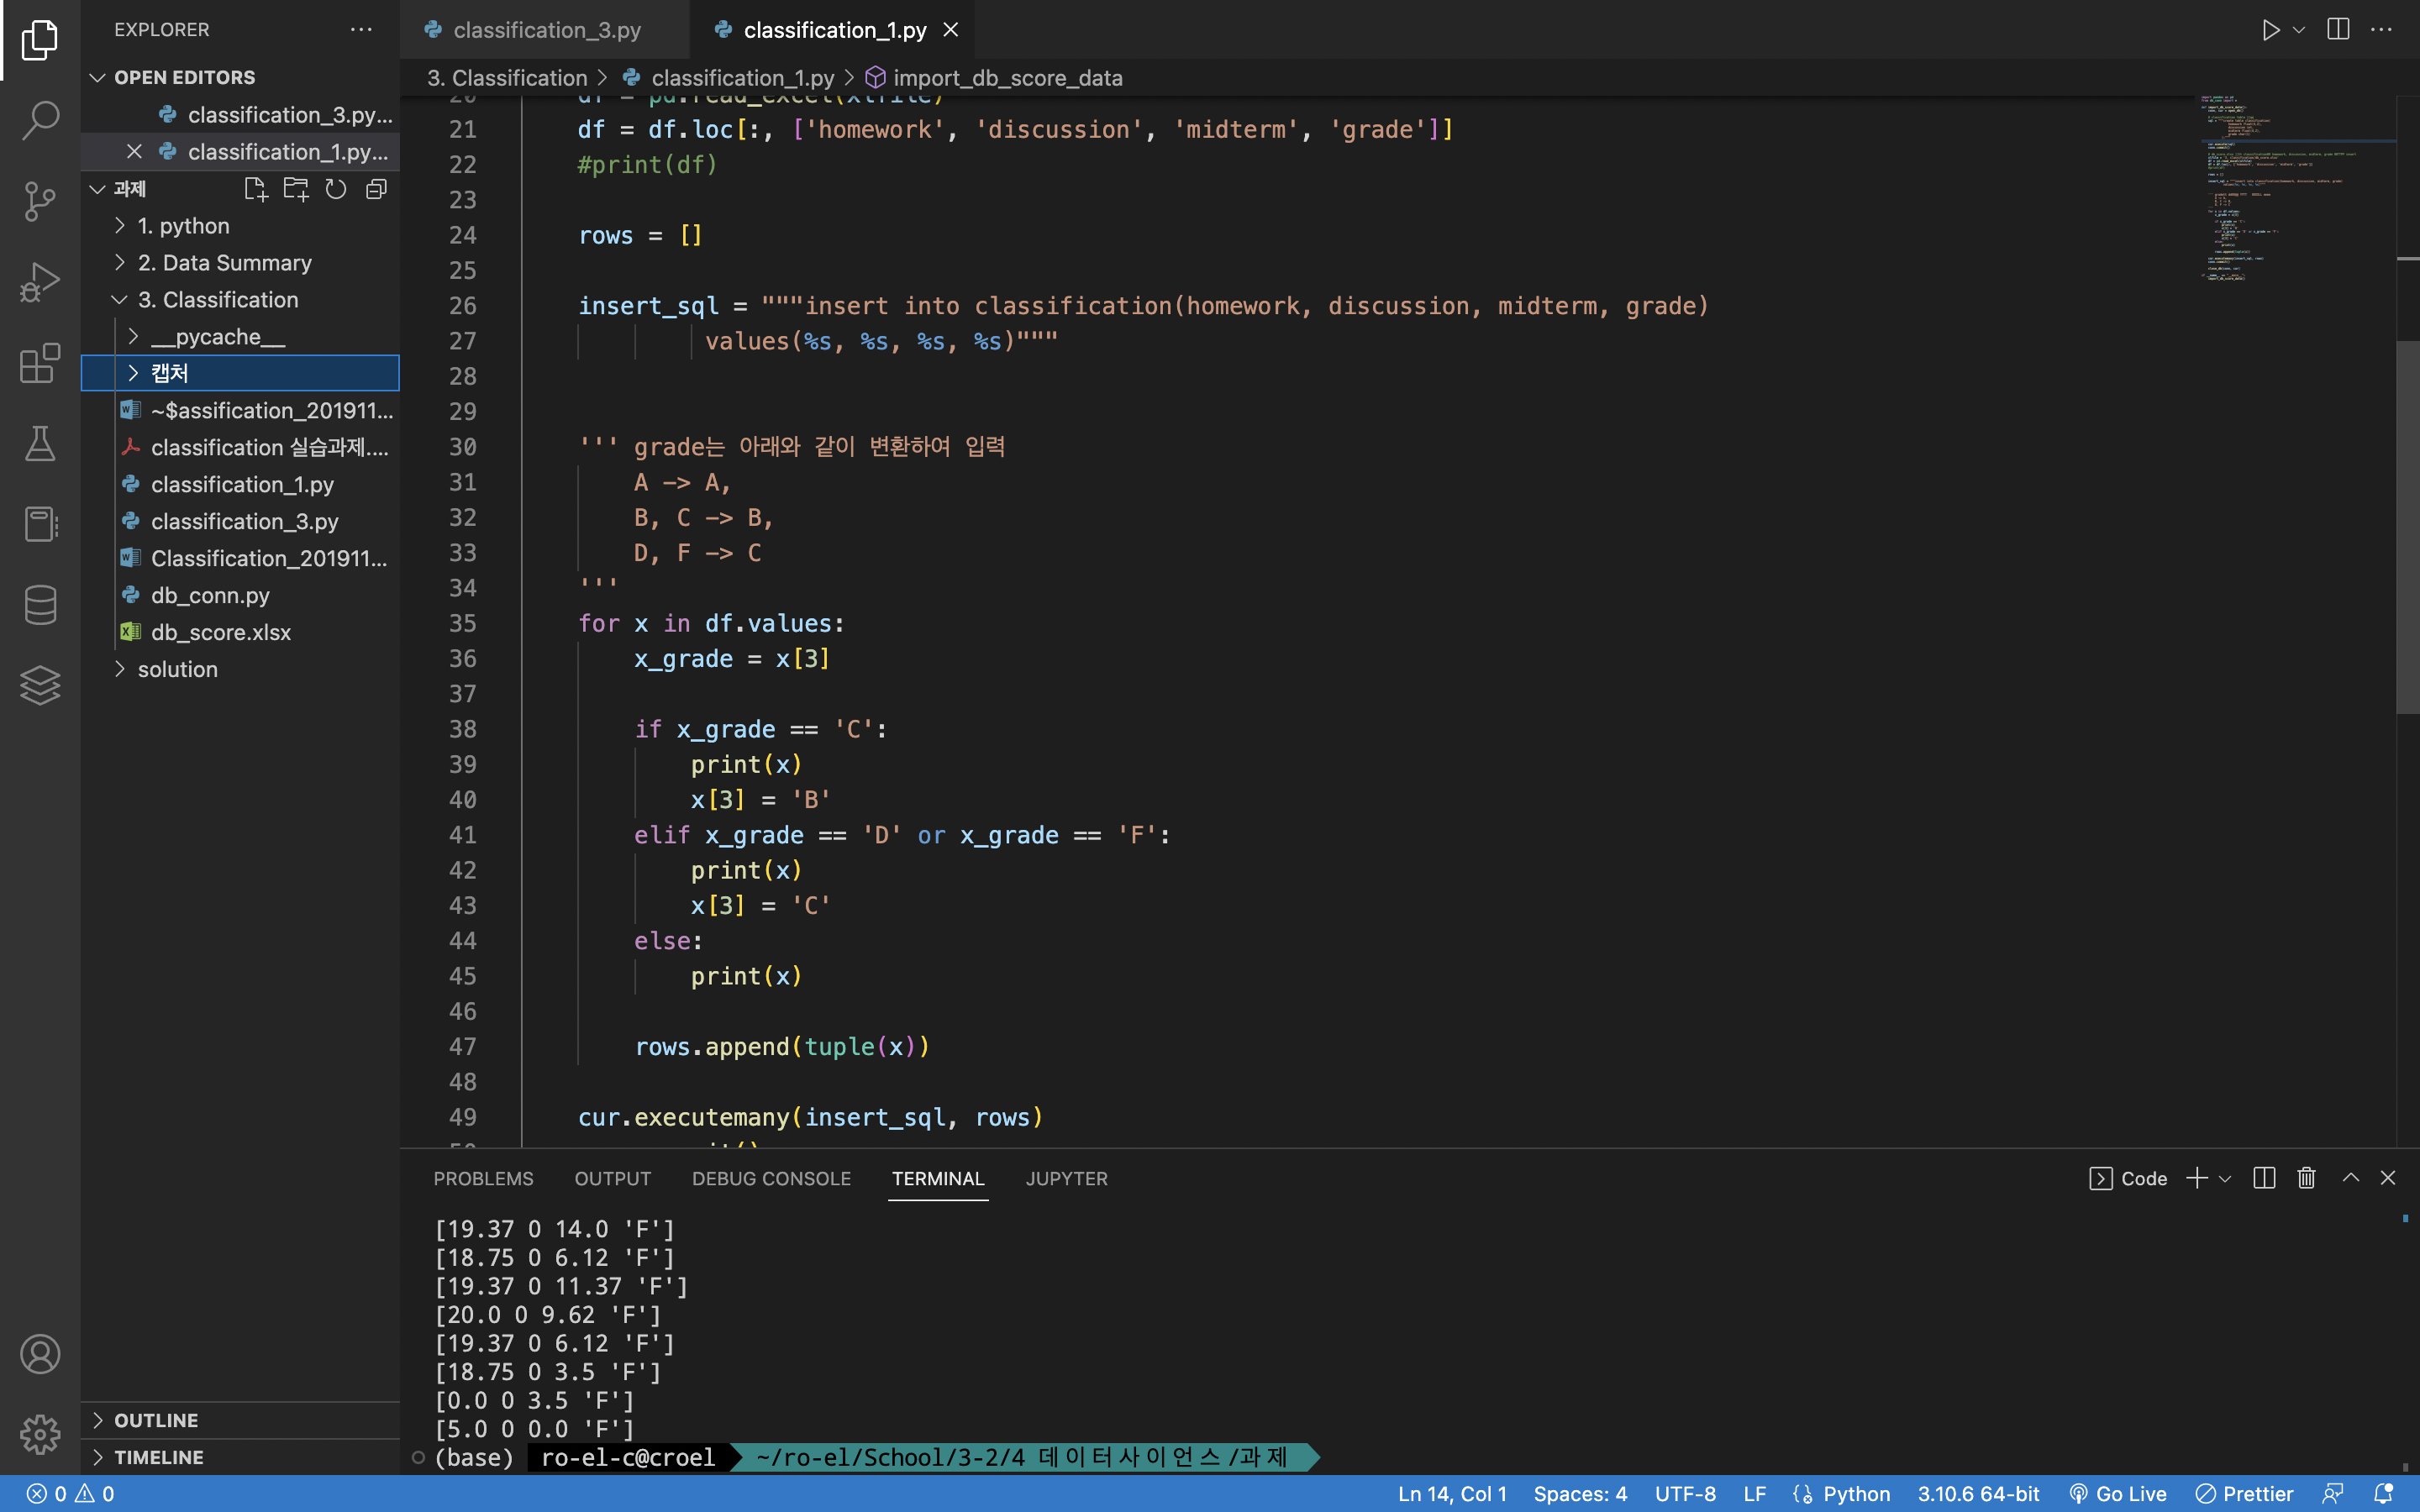 EXPLORER
OPEN EDITORS
classification_3.py...
classification_1.py...
과제
1. python
2. Data Summary
3. Classification
__pycache__
캡처
~$assification_201911...
classification 실습과제....
classification_1.py
classification_3.py
Classification_201911...
db_conn.py
db_score.xlsx
solution
OUTLINE
TIMELINE
classification_3.py
classification_1.py
3. Classification > classification_1.py > import_db_score_data
20 df = pd.read_excel(xlfile)
21 df = df.loc[:, ['homework', 'discussion', 'midterm', 'grade']]
22 #print(df)
23
24 rows = []
25
26 insert_sql = """insert into classification(homework, discussion, midterm, grade)
27 values(%s, %s, %s, %s)"""
28
29
30 ''' grade는 아래와 같이 변환하여 입력
31 A -> A,
32 B, C -> B,
33 D, F -> C
34 '''
35 for x in df.values:
36 x_grade = x[3]
37
38 if x_grade == 'C':
39 print(x)
40 x[3] = 'B'
41 elif x_grade == 'D' or x_grade == 'F':
42 print(x)
43 x[3] = 'C'
44 else:
45 print(x)
46
47 rows.append(tuple(x))
48
49 cur.executemany(insert_sql, rows)
PROBLEMS OUTPUT DEBUG CONSOLE TERMINAL JUPYTER
Code
[19.37 0 14.0 'F']
[18.75 0 6.12 'F']
[19.37 0 11.37 'F']
[20.0 0 9.62 'F']
[19.37 0 6.12 'F']
[18.75 0 3.5 'F']
[0.0 0 3.5 'F']
[5.0 0 0.0 'F']
(base) ro-el-c@croel ~/ro-el/School/3-2/4 데이터사이언스/과제
0 0 Ln 14, Col 1 Spaces: 4 UTF-8 LF Python 3.10.6 64-bit Go Live Prettier